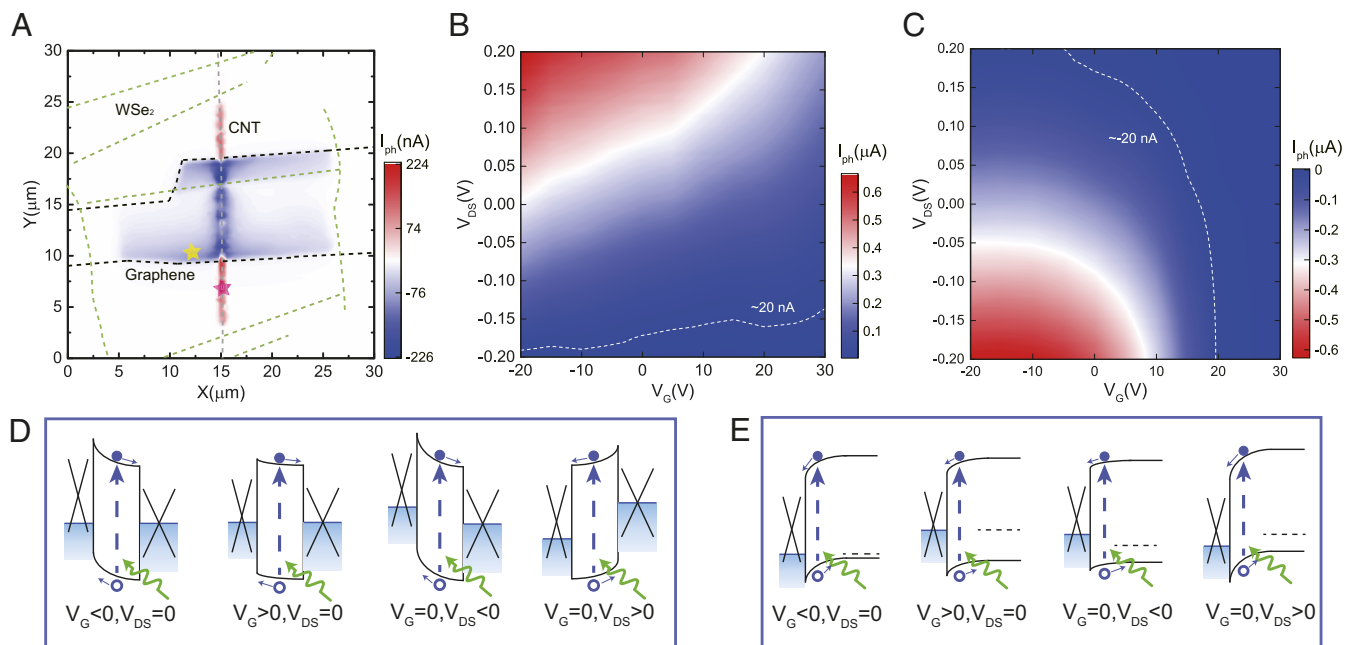 A
30
25
20
15
10
5
0
Y(μm)
0 5 10 15 20 25 30
X(μm)
WSe₂
CNT
Graphene
I_ph(nA)
224
74
-76
-226
B
0.20
0.15
0.10
0.05
0.00
-0.05
-0.10
-0.15
-0.20
V_DS(V)
-20 -10 0 10 20 30
V_G(V)
~20 nA
I_ph(μA)
0.6
0.5
0.4
0.3
0.2
0.1
C
0.20
0.15
0.10
0.05
0.00
-0.05
-0.10
-0.15
-0.20
V_DS(V)
-20 -10 0 10 20 30
V_G(V)
~-20 nA
I_ph(μA)
0
-0.1
-0.2
-0.3
-0.4
-0.5
-0.6
D
V_G<0,V_DS=0 V_G>0,V_DS=0 V_G=0,V_DS<0 V_G=0,V_DS>0
E
V_G<0,V_DS=0 V_G>0,V_DS=0 V_G=0,V_DS<0 V_G=0,V_DS>0